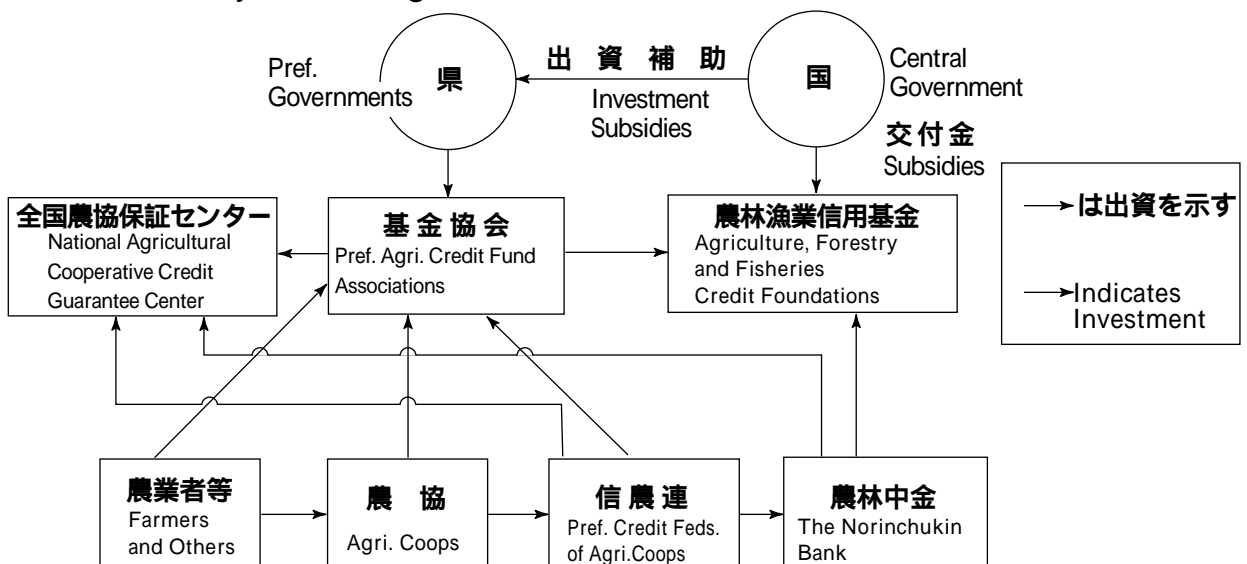 Pref.
Governments
県
出資補助
Investment
Subsidies
国
Central
Government
交付金
Subsidies
全国農協保証センター
National Agricultural
Cooperative Credit
Guarantee Center
基金協会
Pref. Agri. Credit Fund
Associations
農林漁業信用基金
Agriculture, Forestry
and Fisheries
Credit Foundations
は出資を示す
Indicates
Investment
農業者等
Farmers
and Others
農協
Agri. Coops
信農連
Pref. Credit Feds.
of Agri.Coops
農林中金
The Norinchukin
Bank